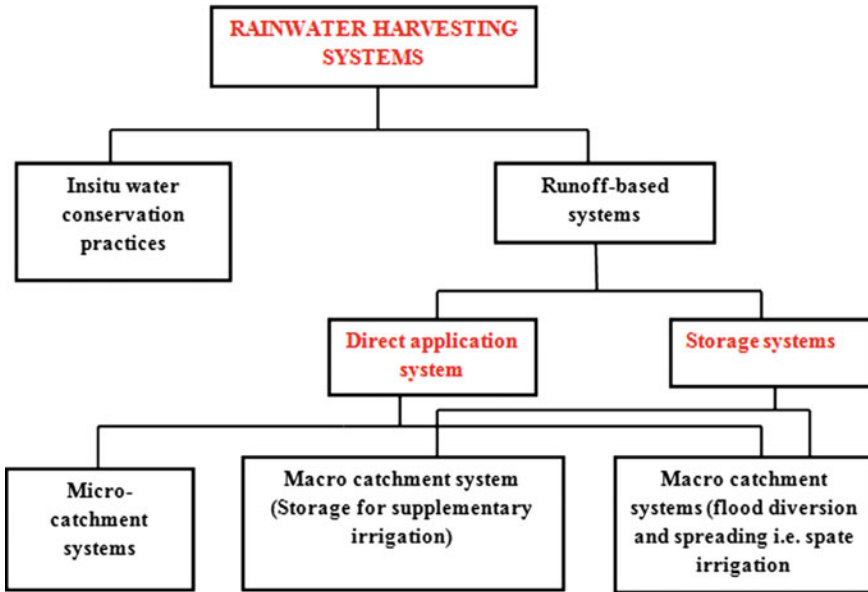 RAINWATER HARVESTING
SYSTEMS
Insitu water
conservation
practices
Runoff-based
systems
Direct application
system
Storage systems
Micro-
catchment
systems
Macro catchment system
(Storage for supplementary
irrigation)
Macro catchment
systems (flood diversion
and spreading i.e. spate
irrigation